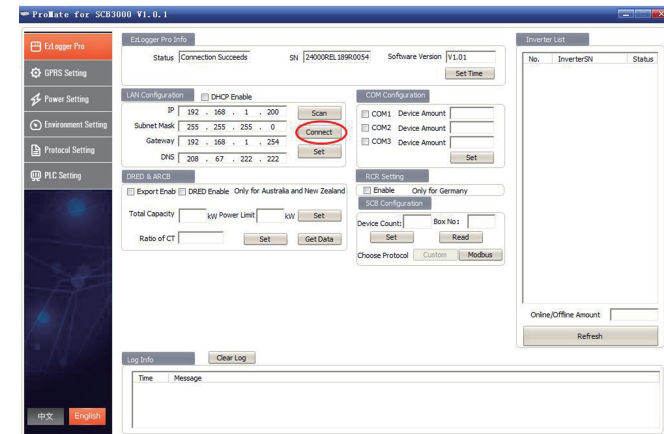 ProMate for SCB3000 V1.0.1
EzLogger Pro
GPRS Setting
Power Setting
Environment Setting
Protocol Setting
PLC Setting
中文 English
EzLogger Pro Info
Status Connection Succeeds SN 24000REL189R0054 Software Version V1.01
Set Time
LAN Configuration DHCP Enable
IP 192 . 168 . 1 . 200 Scan
Subnet Mask 255 . 255 . 255 . 0 Connect
Gateway 192 . 168 . 1 . 254
DNS 208 . 67 . 222 . 222 Set
COM Configuration
COM1 Device Amount
COM2 Device Amount
COM3 Device Amount
Set
DRED & ARCB
Export Enab DRED Enable Only for Australia and New Zealand
Total Capacity kW Power Limit kW Set
Ratio of CT Set Get Data
RCR Setting
Enable Only for Germany
SCB Configuration
Device Count: Box No:
Set Read
Choose Protocol Custom Modbus
Inverter List
No. InverterSN Status
Online/Offline Amount
Refresh
Log Info Clear Log
Time Message